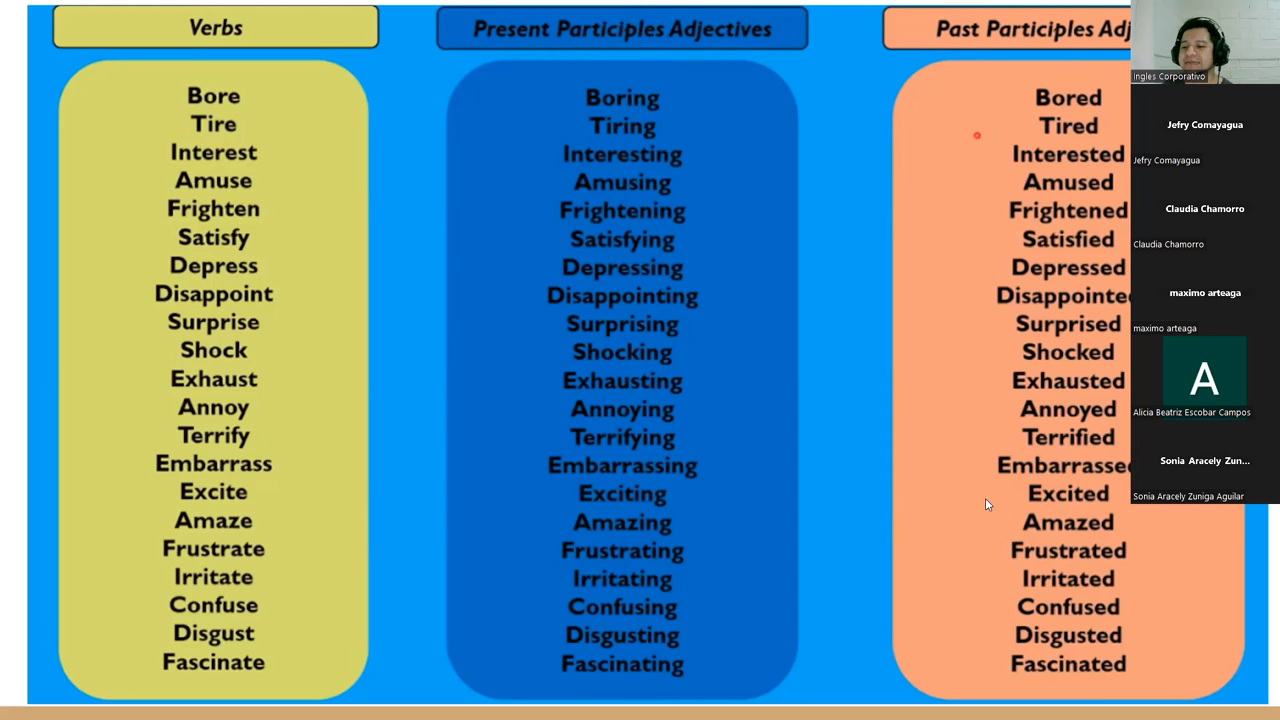 Verbs
Bore
Tire
Interest
Amuse
Frighten
Satisfy
Depress
Disappoint
Surprise
Shock
Exhaust
Annoy
Terrify
Embarrass
Excite
Amaze
Frustrate
Irritate
Confuse
Disgust
Fascinate
Present Participles Adjectives
Boring
Tiring
Interesting
Amusing
Frightening
Satisfying
Depressing
Disappointing
Surprising
Shocking
Exhausting
Annoying
Terrifying
Embarrassing
Exciting
Amazing
Frustrating
Irritating
Confusing
Disgusting
Fascinating
Past Participles Adj
Bored
Tired
Interested
Amused
Frightened
Satisfied
Depressed
Disappointe
Surprised
Shocked
Exhausted
Annoyed
Terrified
Embarrasse
Excited
Amazed
Frustrated
Irritated
Confused
Disgusted
Fascinated
Ingles Corporativo
Jefry Comayagua
Jefry Comayagua
Claudia Chamorro
Claudia Chamorro
maximo arteaga
maximo arteaga
A
Alicia Beatriz Escobar Campos
Sonia Aracely Zun...
Sonia Aracely Zuniga Aguilar